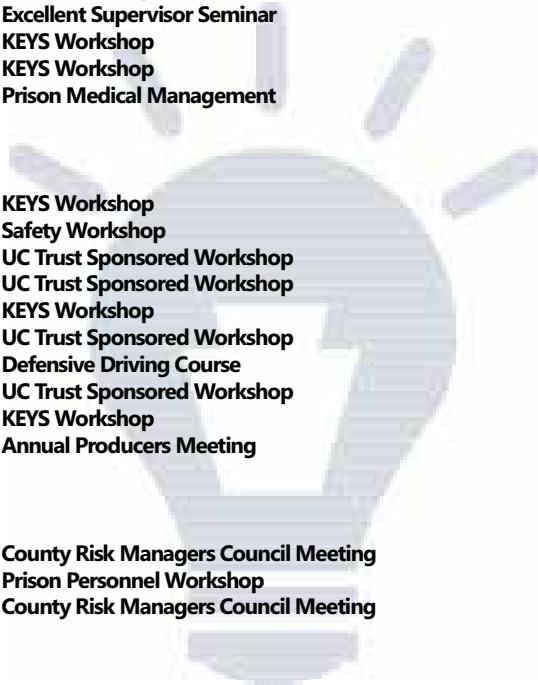 Excellent Supervisor Seminar
KEYS Workshop
KEYS Workshop
Prison Medical Management
KEYS Workshop
Safety Workshop
UC Trust Sponsored Workshop
UC Trust Sponsored Workshop
KEYS Workshop
UC Trust Sponsored Workshop
Defensive Driving Course
UC Trust Sponsored Workshop
KEYS Workshop
Annual Producers Meeting
County Risk Managers Council Meeting
Prison Personnel Workshop
County Risk Managers Council Meeting